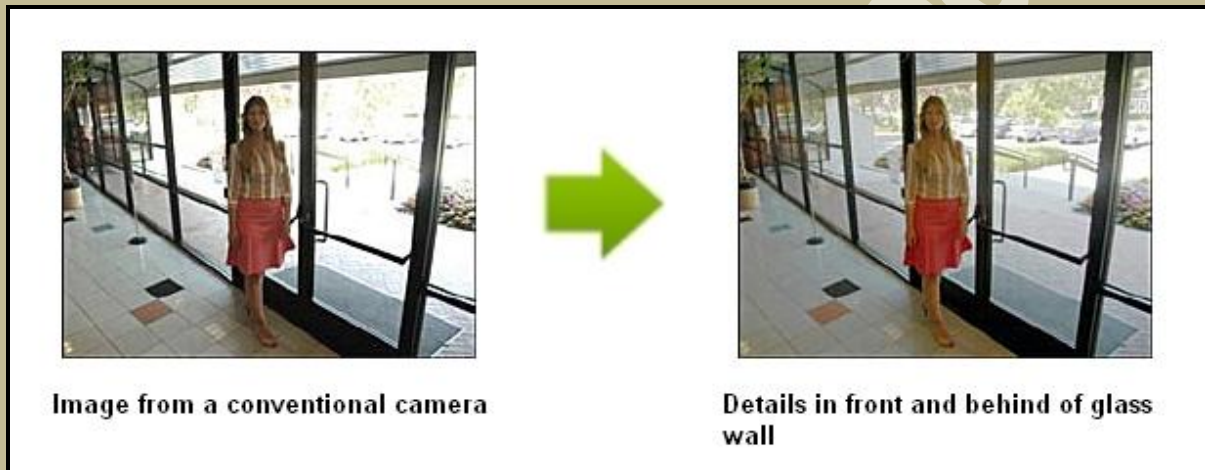 Image from a conventional camera
Details in front and behind of glass
wall